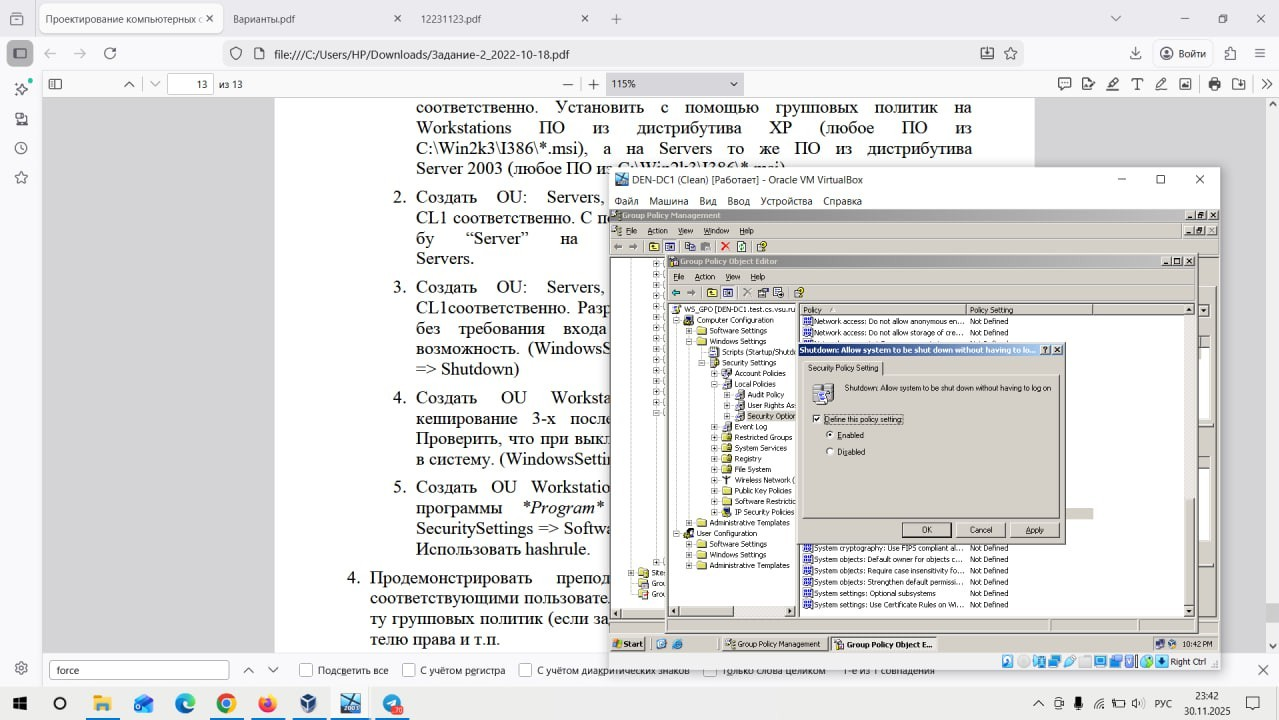 Проектирование компьютерных с
Варианты.pdf
12231123.pdf
file:///C:/Users/HP/Downloads/Задание-2_2022-10-18.pdf
Войти
13 из 13
115%
соответственно. Установить с помощью групповых политик на
Workstations ПО из дистрибутива XP (любое ПО из
C:\Win2k3\I386\*.msi), а на Servers то же ПО из дистрибутива
Server 2003 (любое ПО из C:\Win2k3\I386\*.msi)
2. Создать OU: Servers,
CL1 соответственно. С п
бу “Server” на
Servers.
3. Создать OU: Servers,
CL1соответственно. Разр
без требования входа
возможность. (WindowsS
=> Shutdown)
4. Создать OU Worksta
кеширование 3-х после
Проверить, что при выкл
в систему. (WindowsSettin
5. Создать OU Workstatio
программы *Program*
SecuritySettings => Softwa
Использовать hashrule.
4. Продемонстрировать препод
соответствующими пользовател
ту групповых политик (если за
телю права и т.п.
DEN-DC1 (Clean) [Работает] - Oracle VM VirtualBox
Файл Машина Вид Ввод Устройства Справка
Group Policy Management
File Action View Window Help
Group Policy Object Editor
File Action View Help
WS_GPO [DEN-DC1.test.cs.vsu.ru
Computer Configuration
Software Settings
Windows Settings
Scripts (Startup/Shutdo
Security Settings
Account Policies
Local Policies
Audit Policy
User Rights As
Security Option
Event Log
Restricted Groups
System Services
Registry
File System
Wireless Network (
Public Key Policies
Software Restrictio
IP Security Policies
Administrative Templates
User Configuration
Software Settings
Windows Settings
Administrative Templates
Site
Grou
Grou
Policy Policy Setting
Network access: Do not allow anonymous en... Not Defined
Network access: Do not allow storage of cre... Not Defined
Shutdown: Allow system to be shut down without having to lo...
Security Policy Setting
Shutdown: Allow system to be shut down without having to log on
Define this policy setting:
Enabled
Disabled
OK Cancel Apply
System cryptography: Use FIPS compliant al... Not Defined
System objects: Default owner for objects c... Not Defined
System objects: Require case insensitivity fo... Not Defined
System objects: Strengthen default permissi... Not Defined
System settings: Optional subsystems Not Defined
System settings: Use Certificate Rules on Wi... Not Defined
Start Group Policy Management Group Policy Object E... 10:42 PM
Right Ctrl
force Подсветить все С учётом регистра С учётом диакритических знаков Только слова целиком 1-е из 1 совпадения
РУС
23:42
30.11.2025